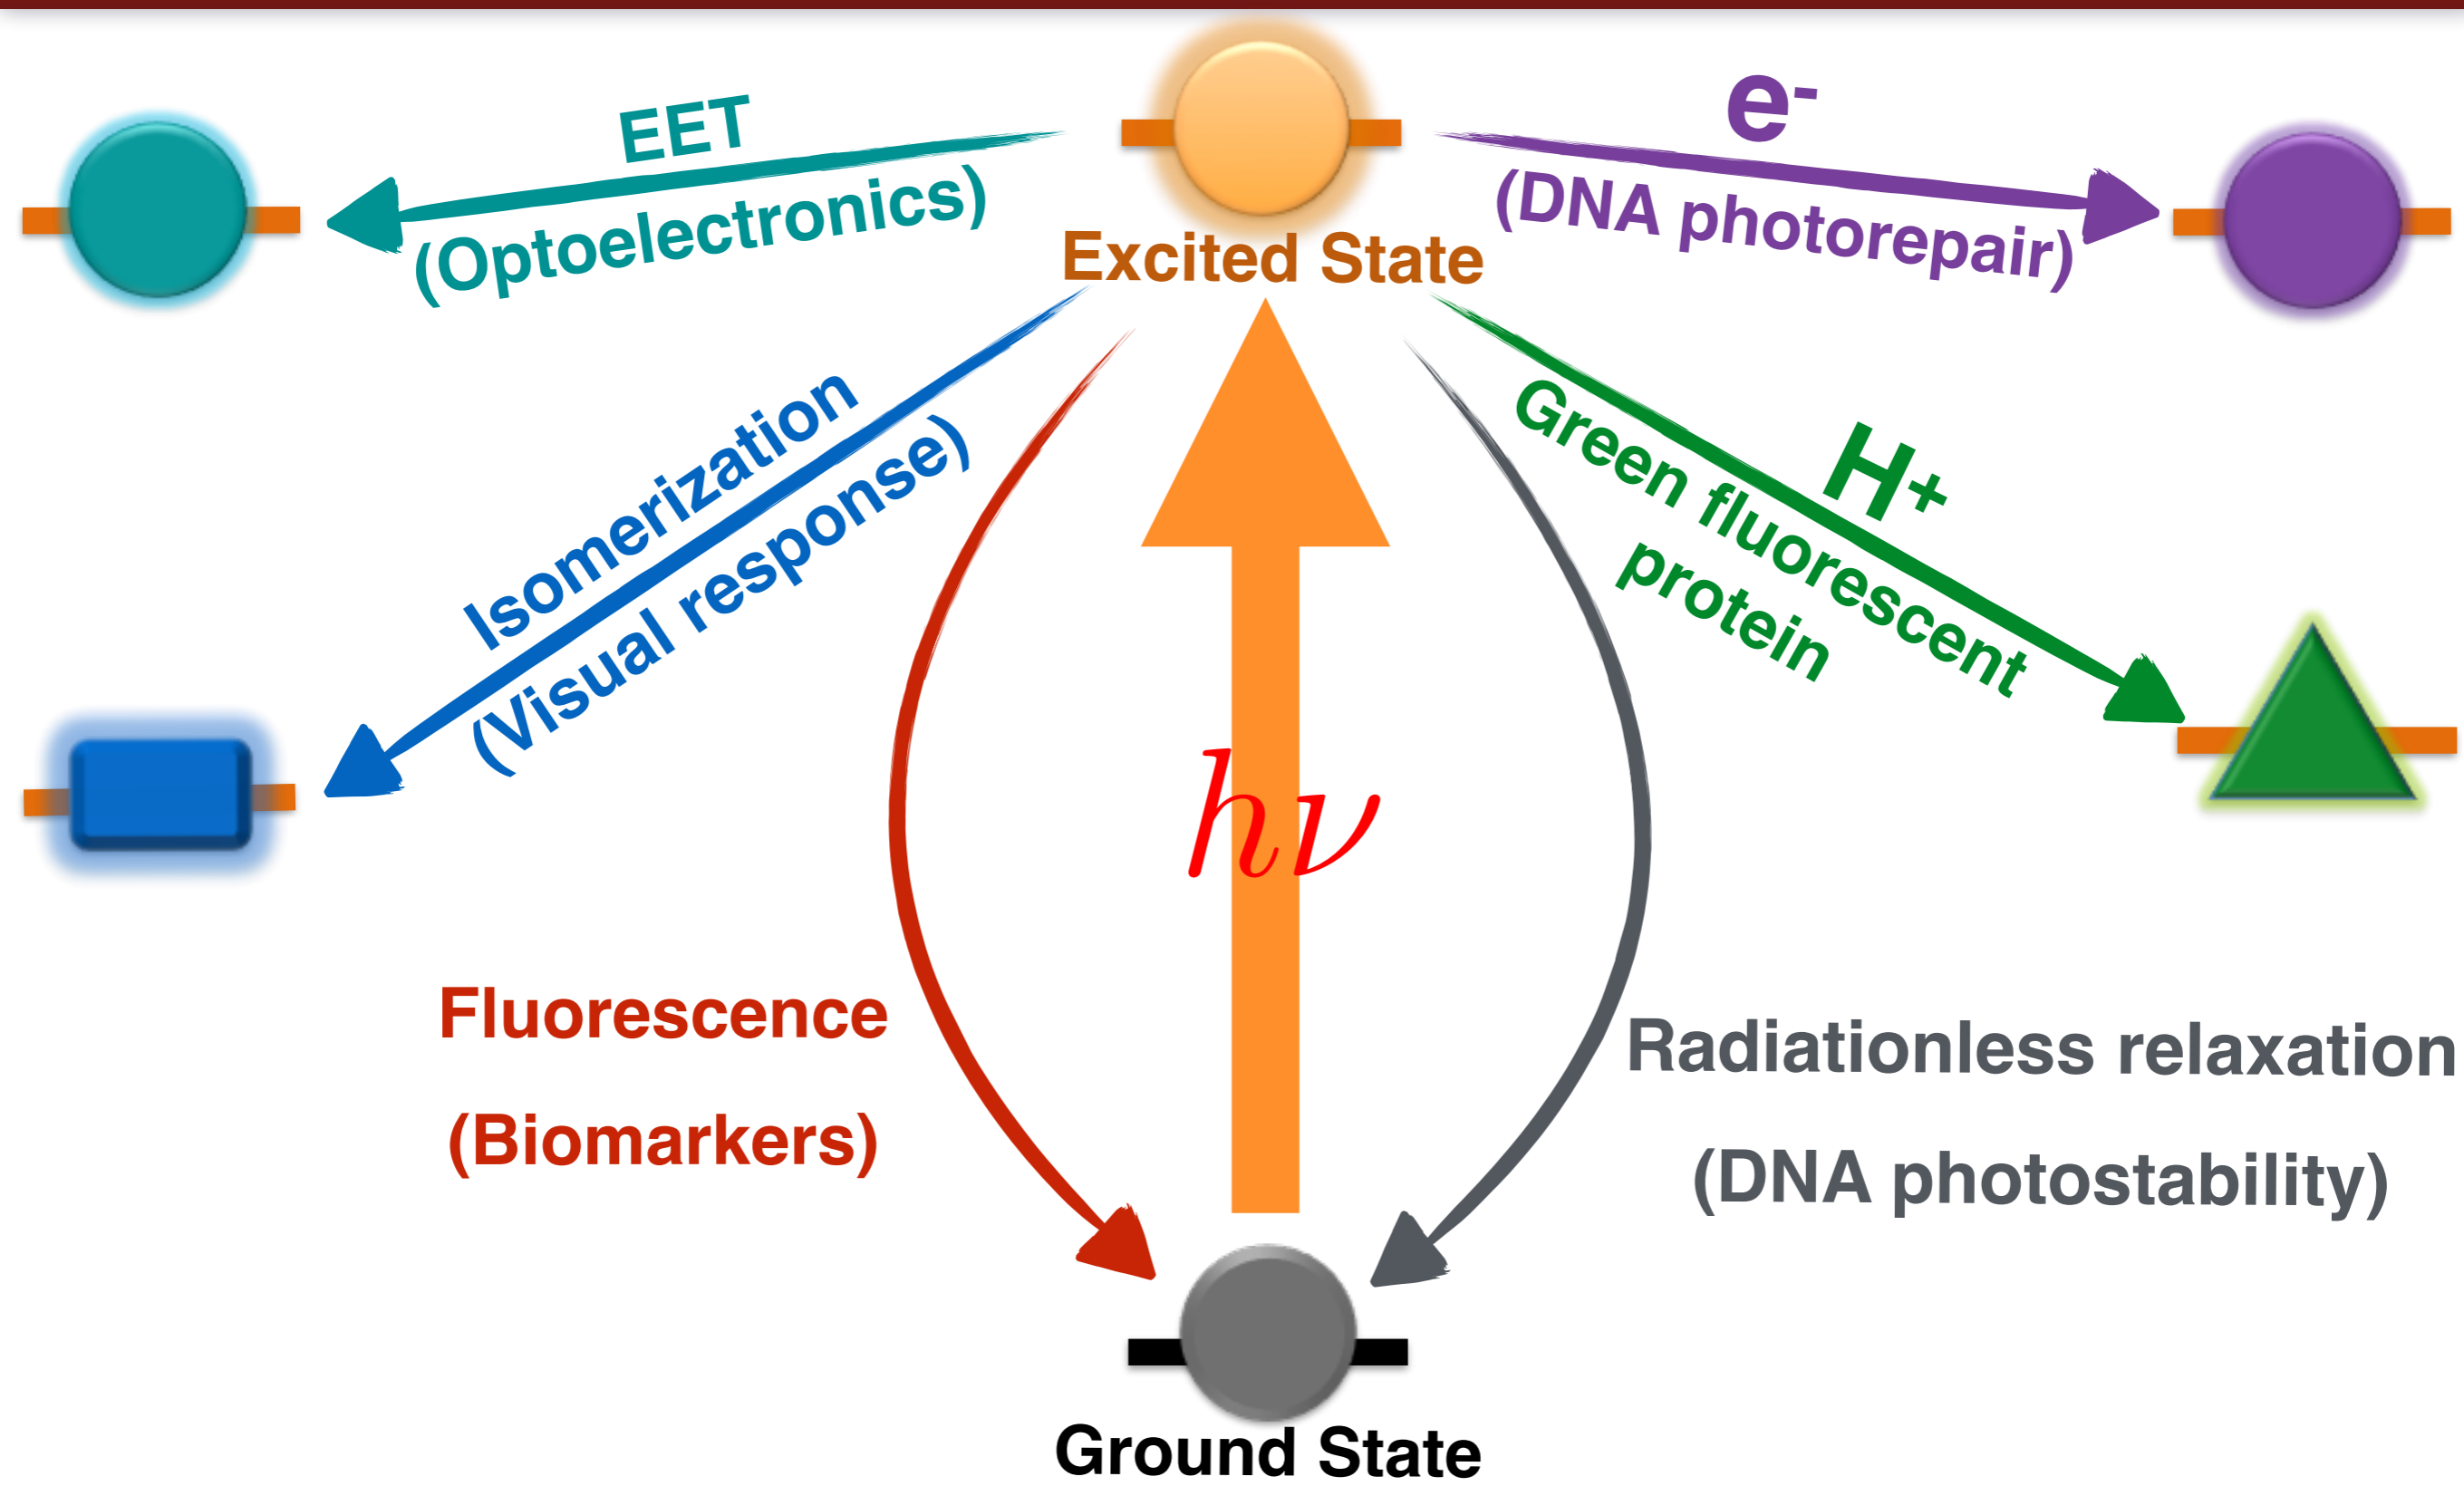 EET
(Optoelectronics)
e-
(DNA photorepair)
Excited State
Isomerization
(Visual response)
H+
Green fluorescent
protein
hν
Fluorescence
(Biomarkers)
Radiationless relaxation
(DNA photostability)
Ground State